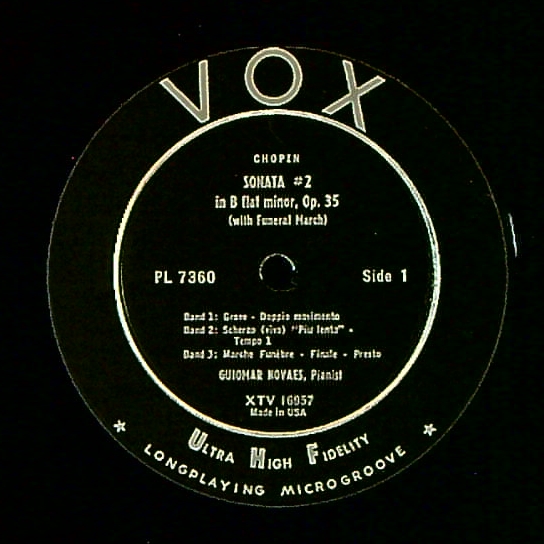 VOX
CHOPIN
SONATA #2
in B flat minor, Op. 35
(with Funeral March)
PL 7360
Side 1
Band 1: Grave - Doppio movimento
Band 2: Scherzo (vivo) "Piu lento" -
Tempo 1
Band 3: Marche Funèbre - Finale - Presto
GUIOMAR NOVAES, Pianist
XTV 16957
Made in USA
ULTRA HIGH FIDELITY
LONGPLAYING MICROGROOVE